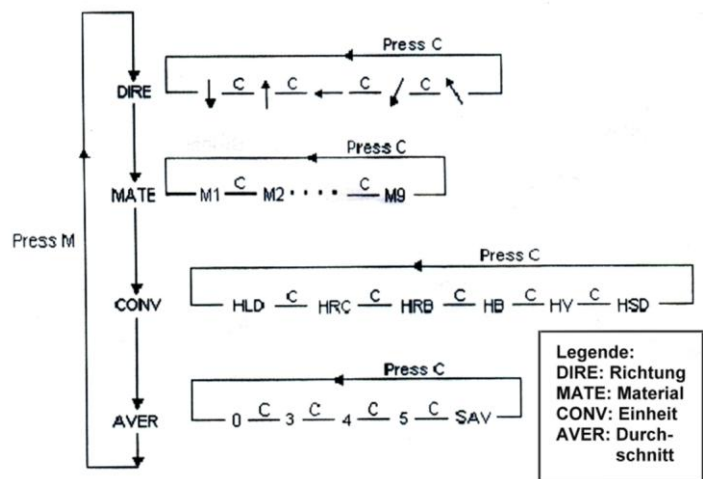 Press C
DIRE C C C C
Press C
MATE M1 C M2 ····· C M9
Press M
Press C
CONV HLD C HRC C HRB C HB C HV C HSD
Press C
AVER 0 C 3 C 4 C 5 C SAV
Legende:
DIRE: Richtung
MATE: Material
CONV: Einheit
AVER: Durch-
schnitt